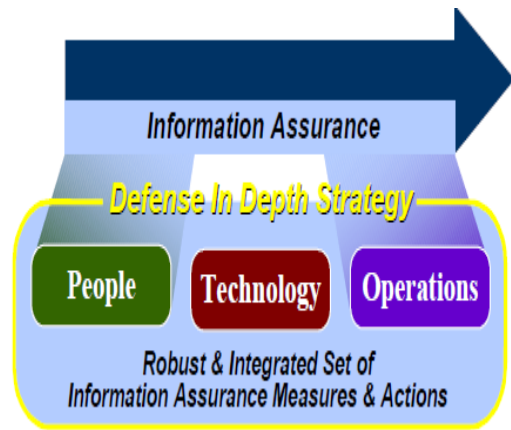 Information Assurance
Defense In Depth Strategy
People
Technology
Operations
Robust & Integrated Set of
Information Assurance Measures & Actions